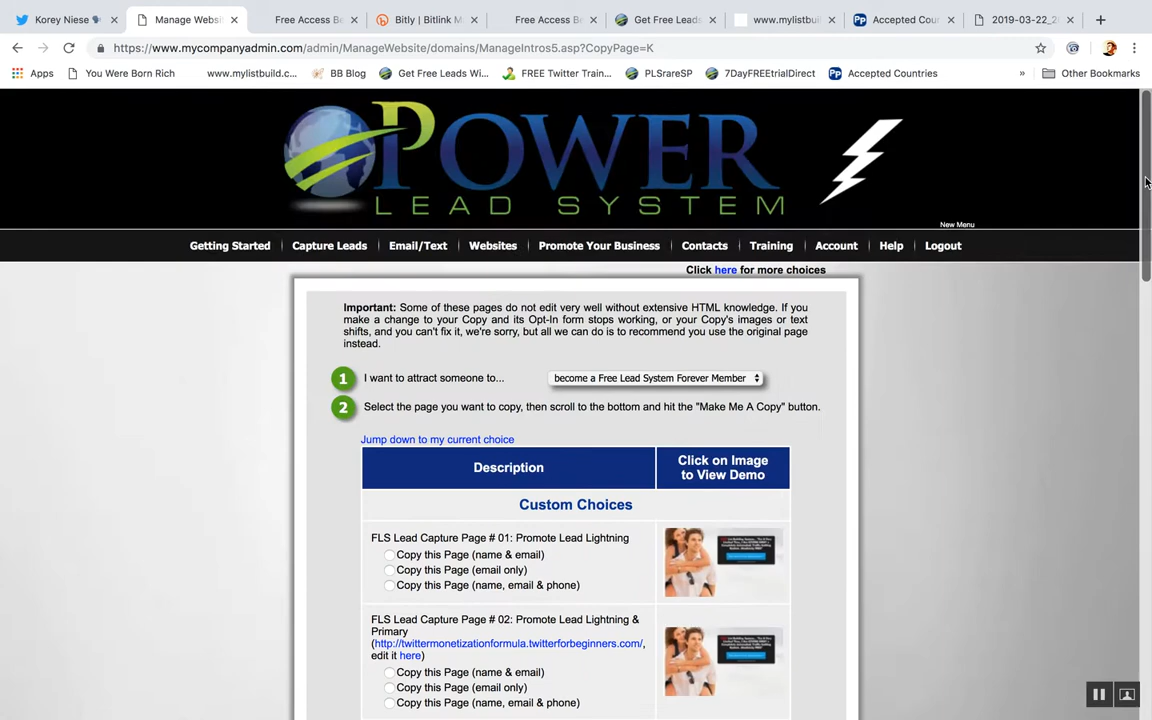 Korey Niese
Manage Websi
Free Access Bo
Bitly | Bitlink M
Free Access Bo
Get Free Leads
www.mylistbuil
Accepted Coun
2019-03-22_2
https://www.mycompanyadmin.com/admin/ManageWebsite/domains/ManageIntros5.asp?CopyPage=K
Apps
You Were Born Rich
www.mylistbuild.c...
BB Blog
Get Free Leads Wi...
FREE Twitter Train...
PLSrareSP
7DayFREEtrialDirect
Accepted Countries
»
Other Bookmarks
POWER
LEAD SYSTEM
New Menu
Getting Started | Capture Leads | Email/Text | Websites | Promote Your Business | Contacts | Training | Account | Help | Logout
Click here for more choices
Important: Some of these pages do not edit very well without extensive HTML knowledge. If you
make a change to your Copy and its Opt-In form stops working, or your Copy's images or text
shifts, and you can't fix it, we're sorry, but all we can do is to recommend you use the original page
instead.
1 I want to attract someone to... become a Free Lead System Forever Member
2 Select the page you want to copy, then scroll to the bottom and hit the "Make Me A Copy" button.
Jump down to my current choice
Description
Click on Image
to View Demo
Custom Choices
FLS Lead Capture Page # 01: Promote Lead Lightning
Copy this Page (name & email)
Copy this Page (email only)
Copy this Page (name, email & phone)
FLS Lead Capture Page # 02: Promote Lead Lightning &
Primary
(http://twittermonetizationformula.twitterforbeginners.com/,
edit it here)
Copy this Page (name & email)
Copy this Page (email only)
Copy this Page (name, email & phone)